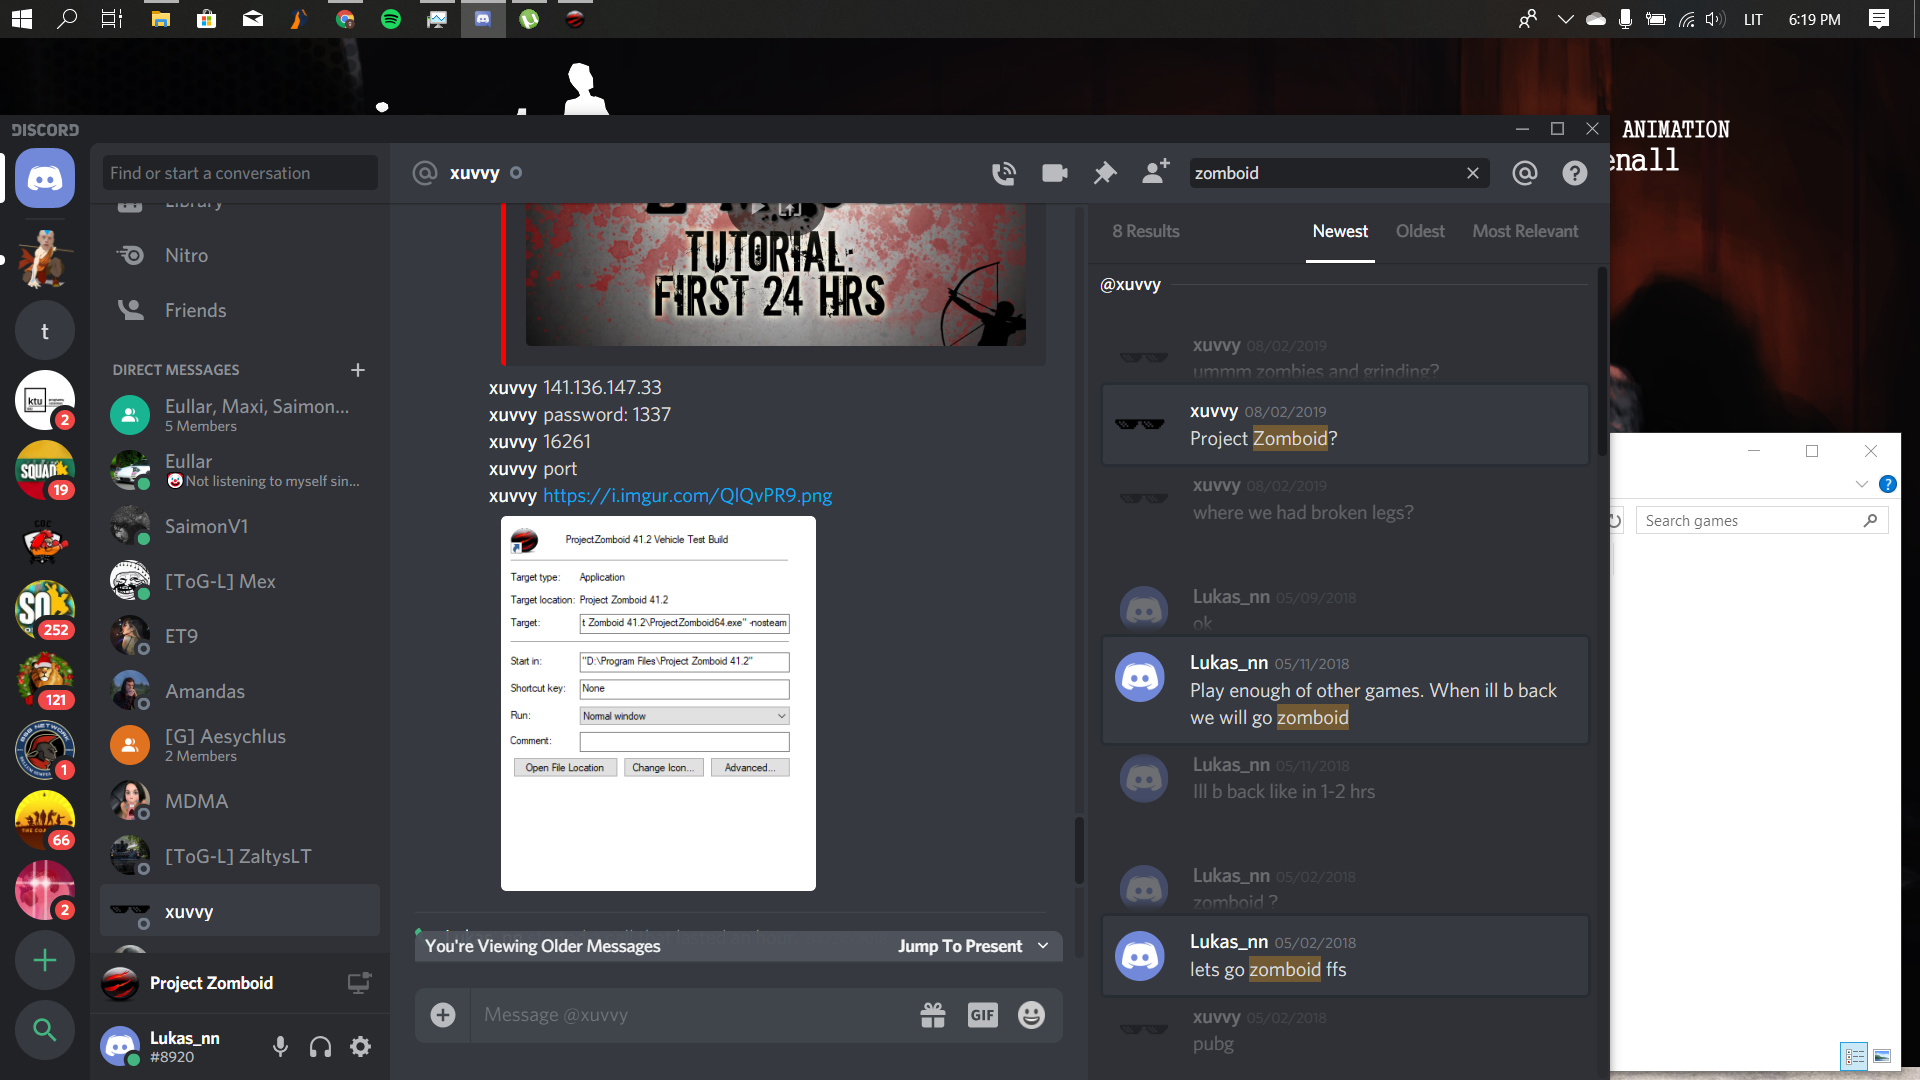 LIT
6:19 PM
ANIMATION
enall
DISCORD
Find or start a conversation
Library
Nitro
Friends
DIRECT MESSAGES
Eullar, Maxi, Saimon...
5 Members
Eullar
Not listening to myself sin...
SaimonV1
[ToG-L] Mex
ET9
Amandas
[G] Aesychlus
2 Members
MDMA
[ToG-L] ZaltysLT
xuvvy
Project Zomboid
Lukas_nn
#8920
t
ktu
2
SQUAD
19
252
121
1
66
2
@ xuvvy
TUTORIAL:
FIRST 24 HRS
xuvvy 141.136.147.33
xuvvy password: 1337
xuvvy 16261
xuvvy port
xuvvy https://i.imgur.com/QlQvPR9.png
ProjectZomboid 41.2 Vehicle Test Build
Target type: Application
Target location: Project Zomboid 41.2
Target: t Zomboid 41.2\ProjectZomboid64.exe" -nosteam
Start in: "D:\Program Files\Project Zomboid 41.2"
Shortcut key: None
Run: Normal window
Comment:
Open File Location Change Icon... Advanced...
You're Viewing Older Messages Jump To Present
Message @xuvvy
GIF
zomboid
8 Results Newest Oldest Most Relevant
@xuvvy
xuvvy 08/02/2019
ummm zombies and grinding?
xuvvy 08/02/2019
Project Zomboid?
xuvvy 08/02/2019
where we had broken legs?
Lukas_nn 05/09/2018
ok
Lukas_nn 05/11/2018
Play enough of other games. When ill b back
we will go zomboid
Lukas_nn 05/11/2018
Ill b back like in 1-2 hrs
Lukas_nn 05/02/2018
zomboid ?
Lukas_nn 05/02/2018
lets go zomboid ffs
xuvvy 05/02/2018
pubg
Search games